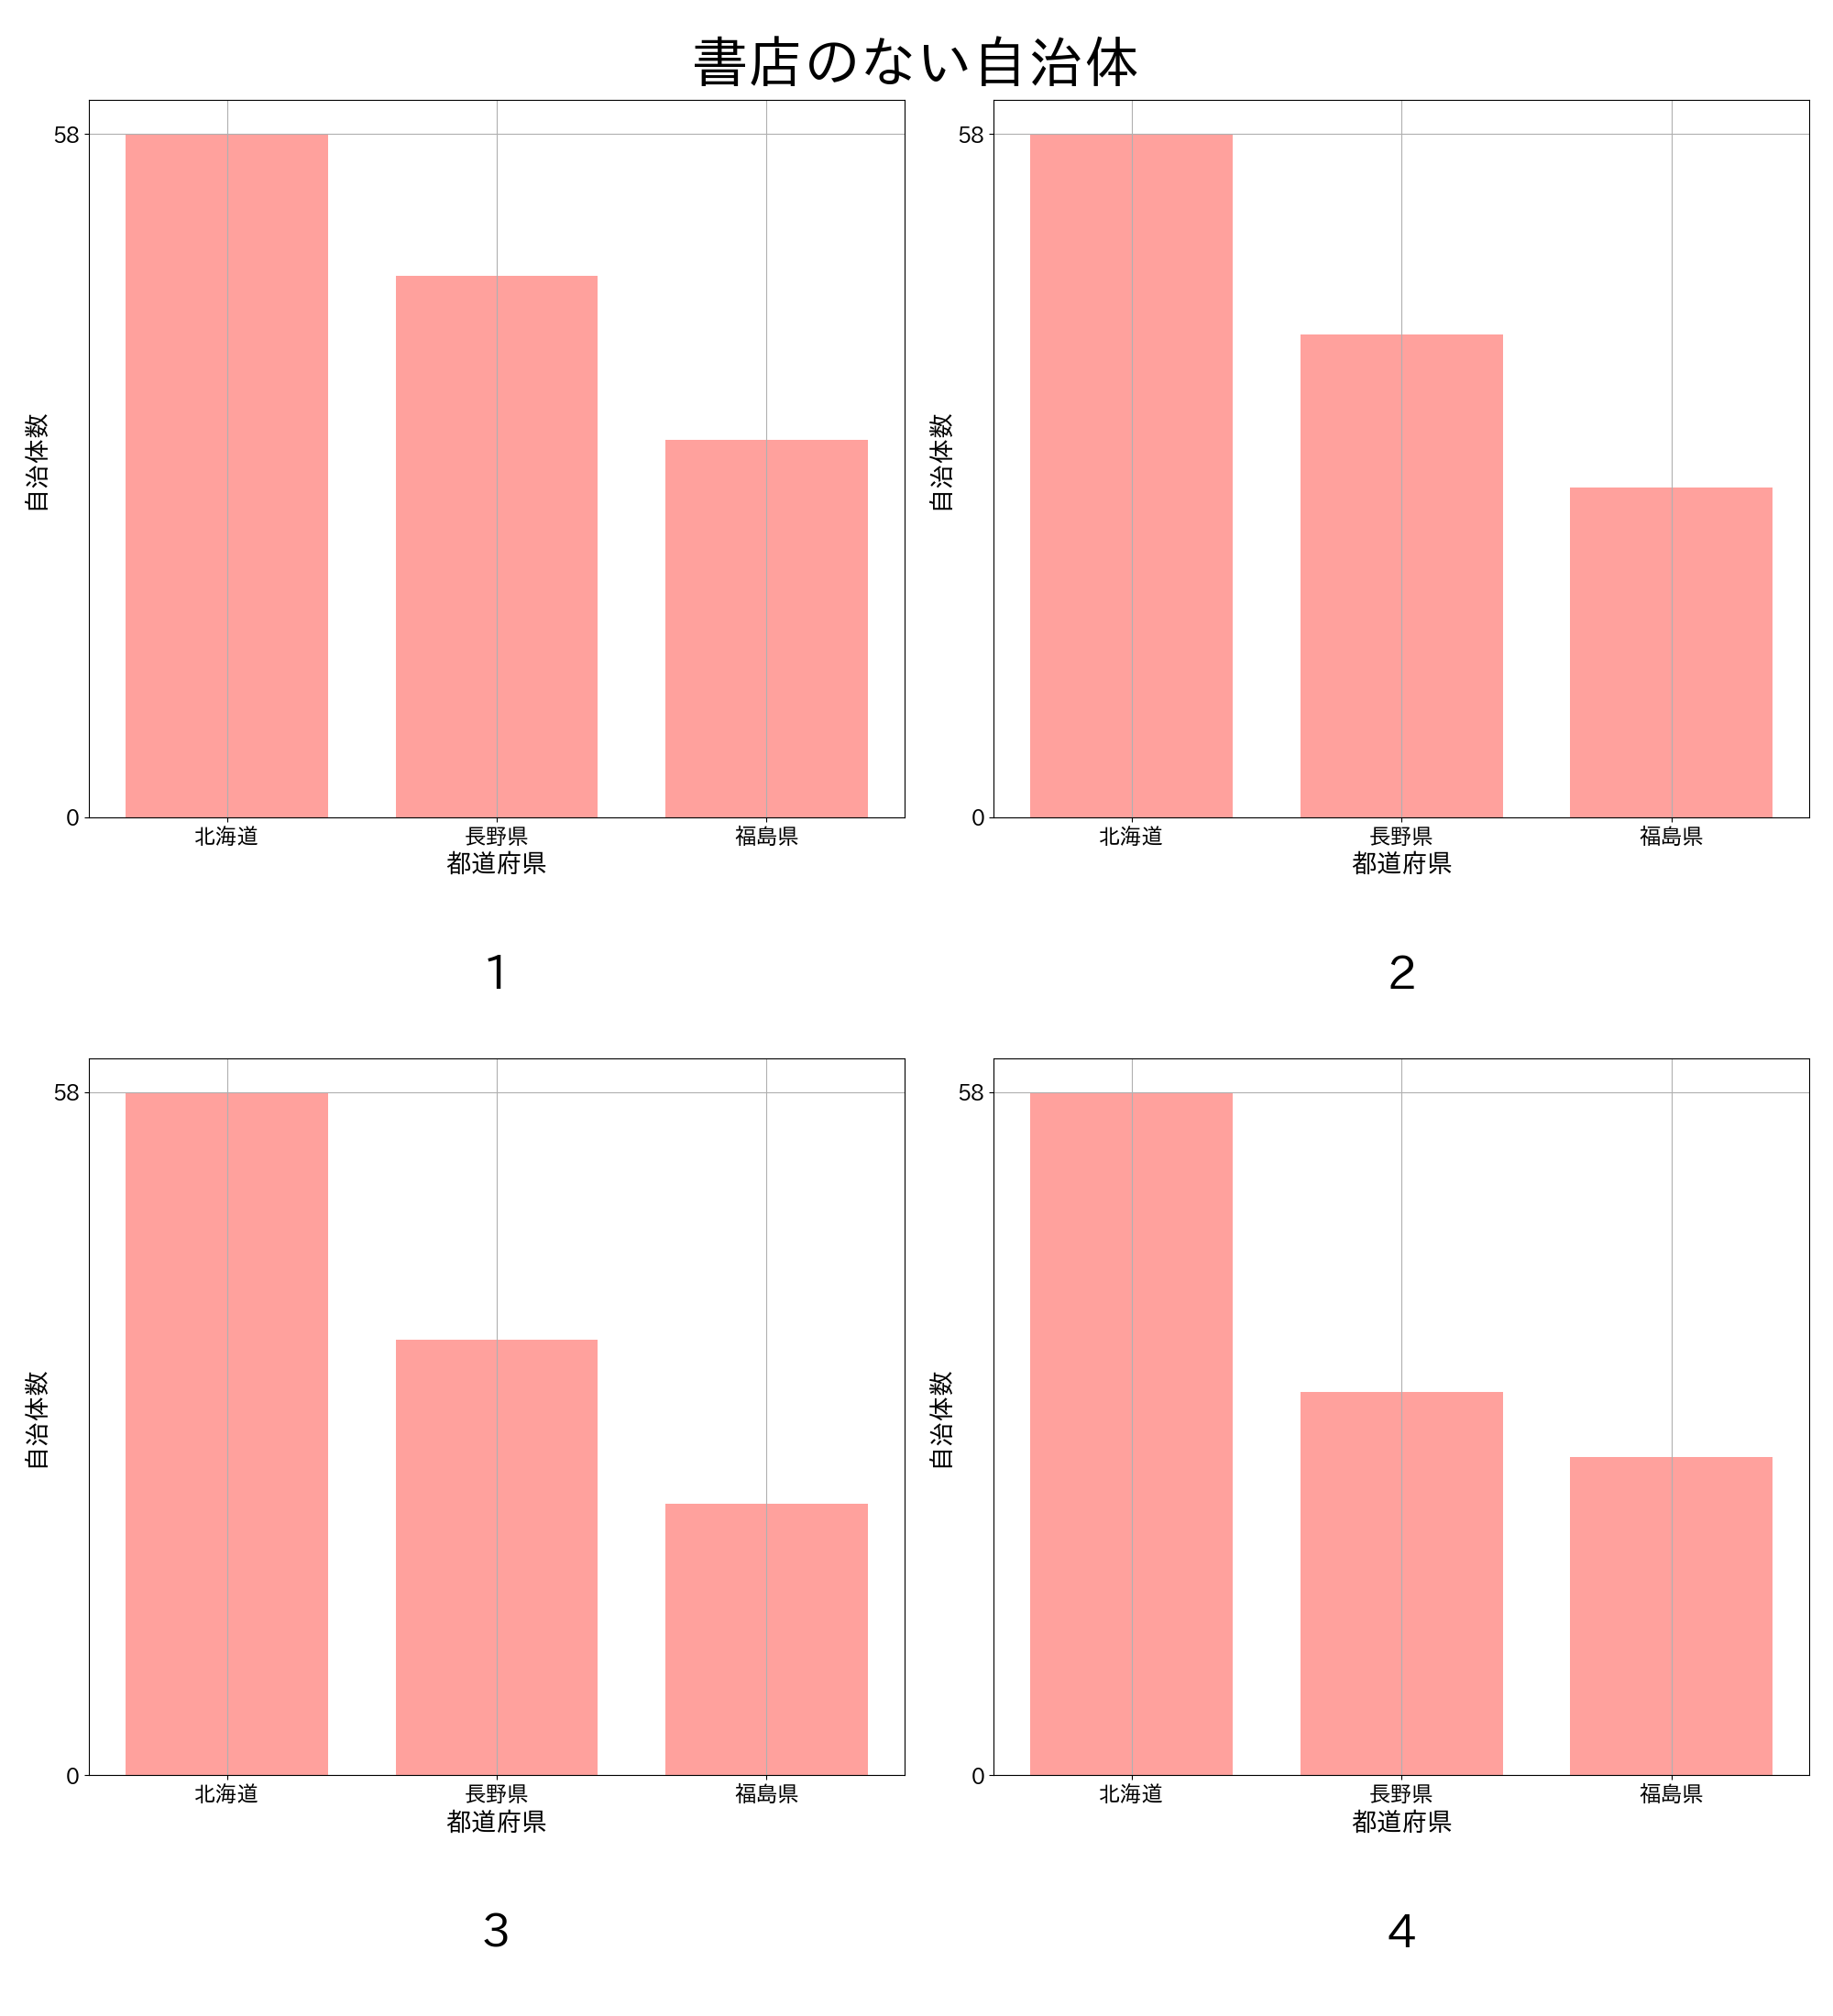 書店のない自治体
58
0
自治体数
北海道 長野県 福島県
都道府県
1
58
0
自治体数
北海道 長野県 福島県
都道府県
2
58
0
自治体数
北海道 長野県 福島県
都道府県
3
58
0
自治体数
北海道 長野県 福島県
都道府県
4